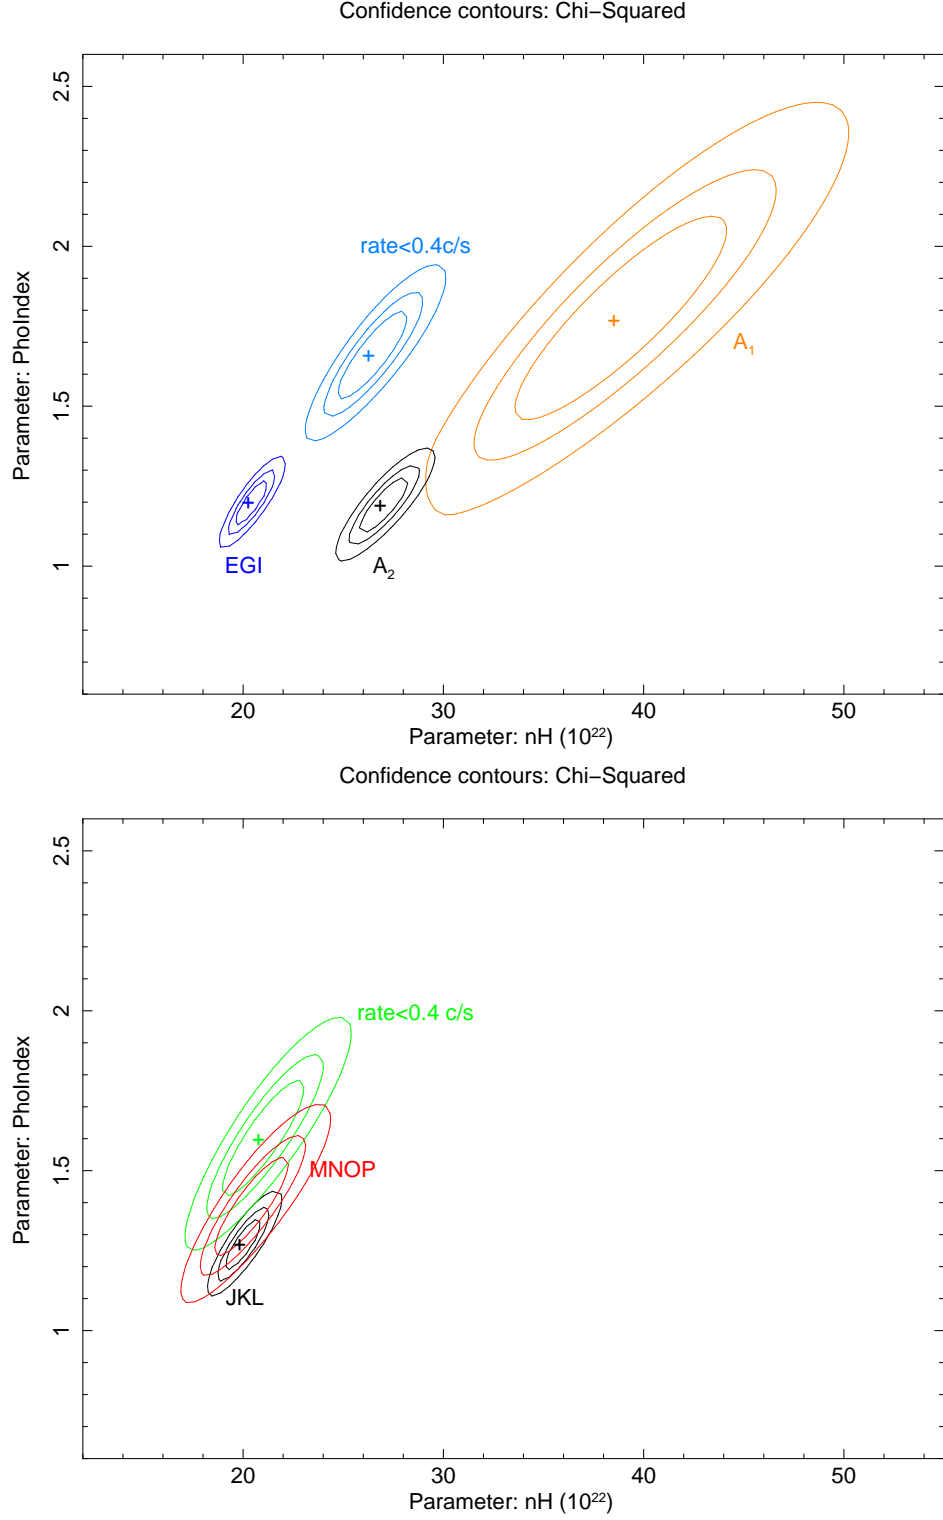 Confidence contours: Chi−Squared
Parameter: PhoIndex
2.5
2
1.5
1
rate<0.4c/s
A₁
EGI
A₂
20 30 40 50
Parameter: nH (10²²)
Confidence contours: Chi−Squared
Parameter: PhoIndex
2.5
2
1.5
1
rate<0.4 c/s
MNOP
JKL
20 30 40 50
Parameter: nH (10²²)